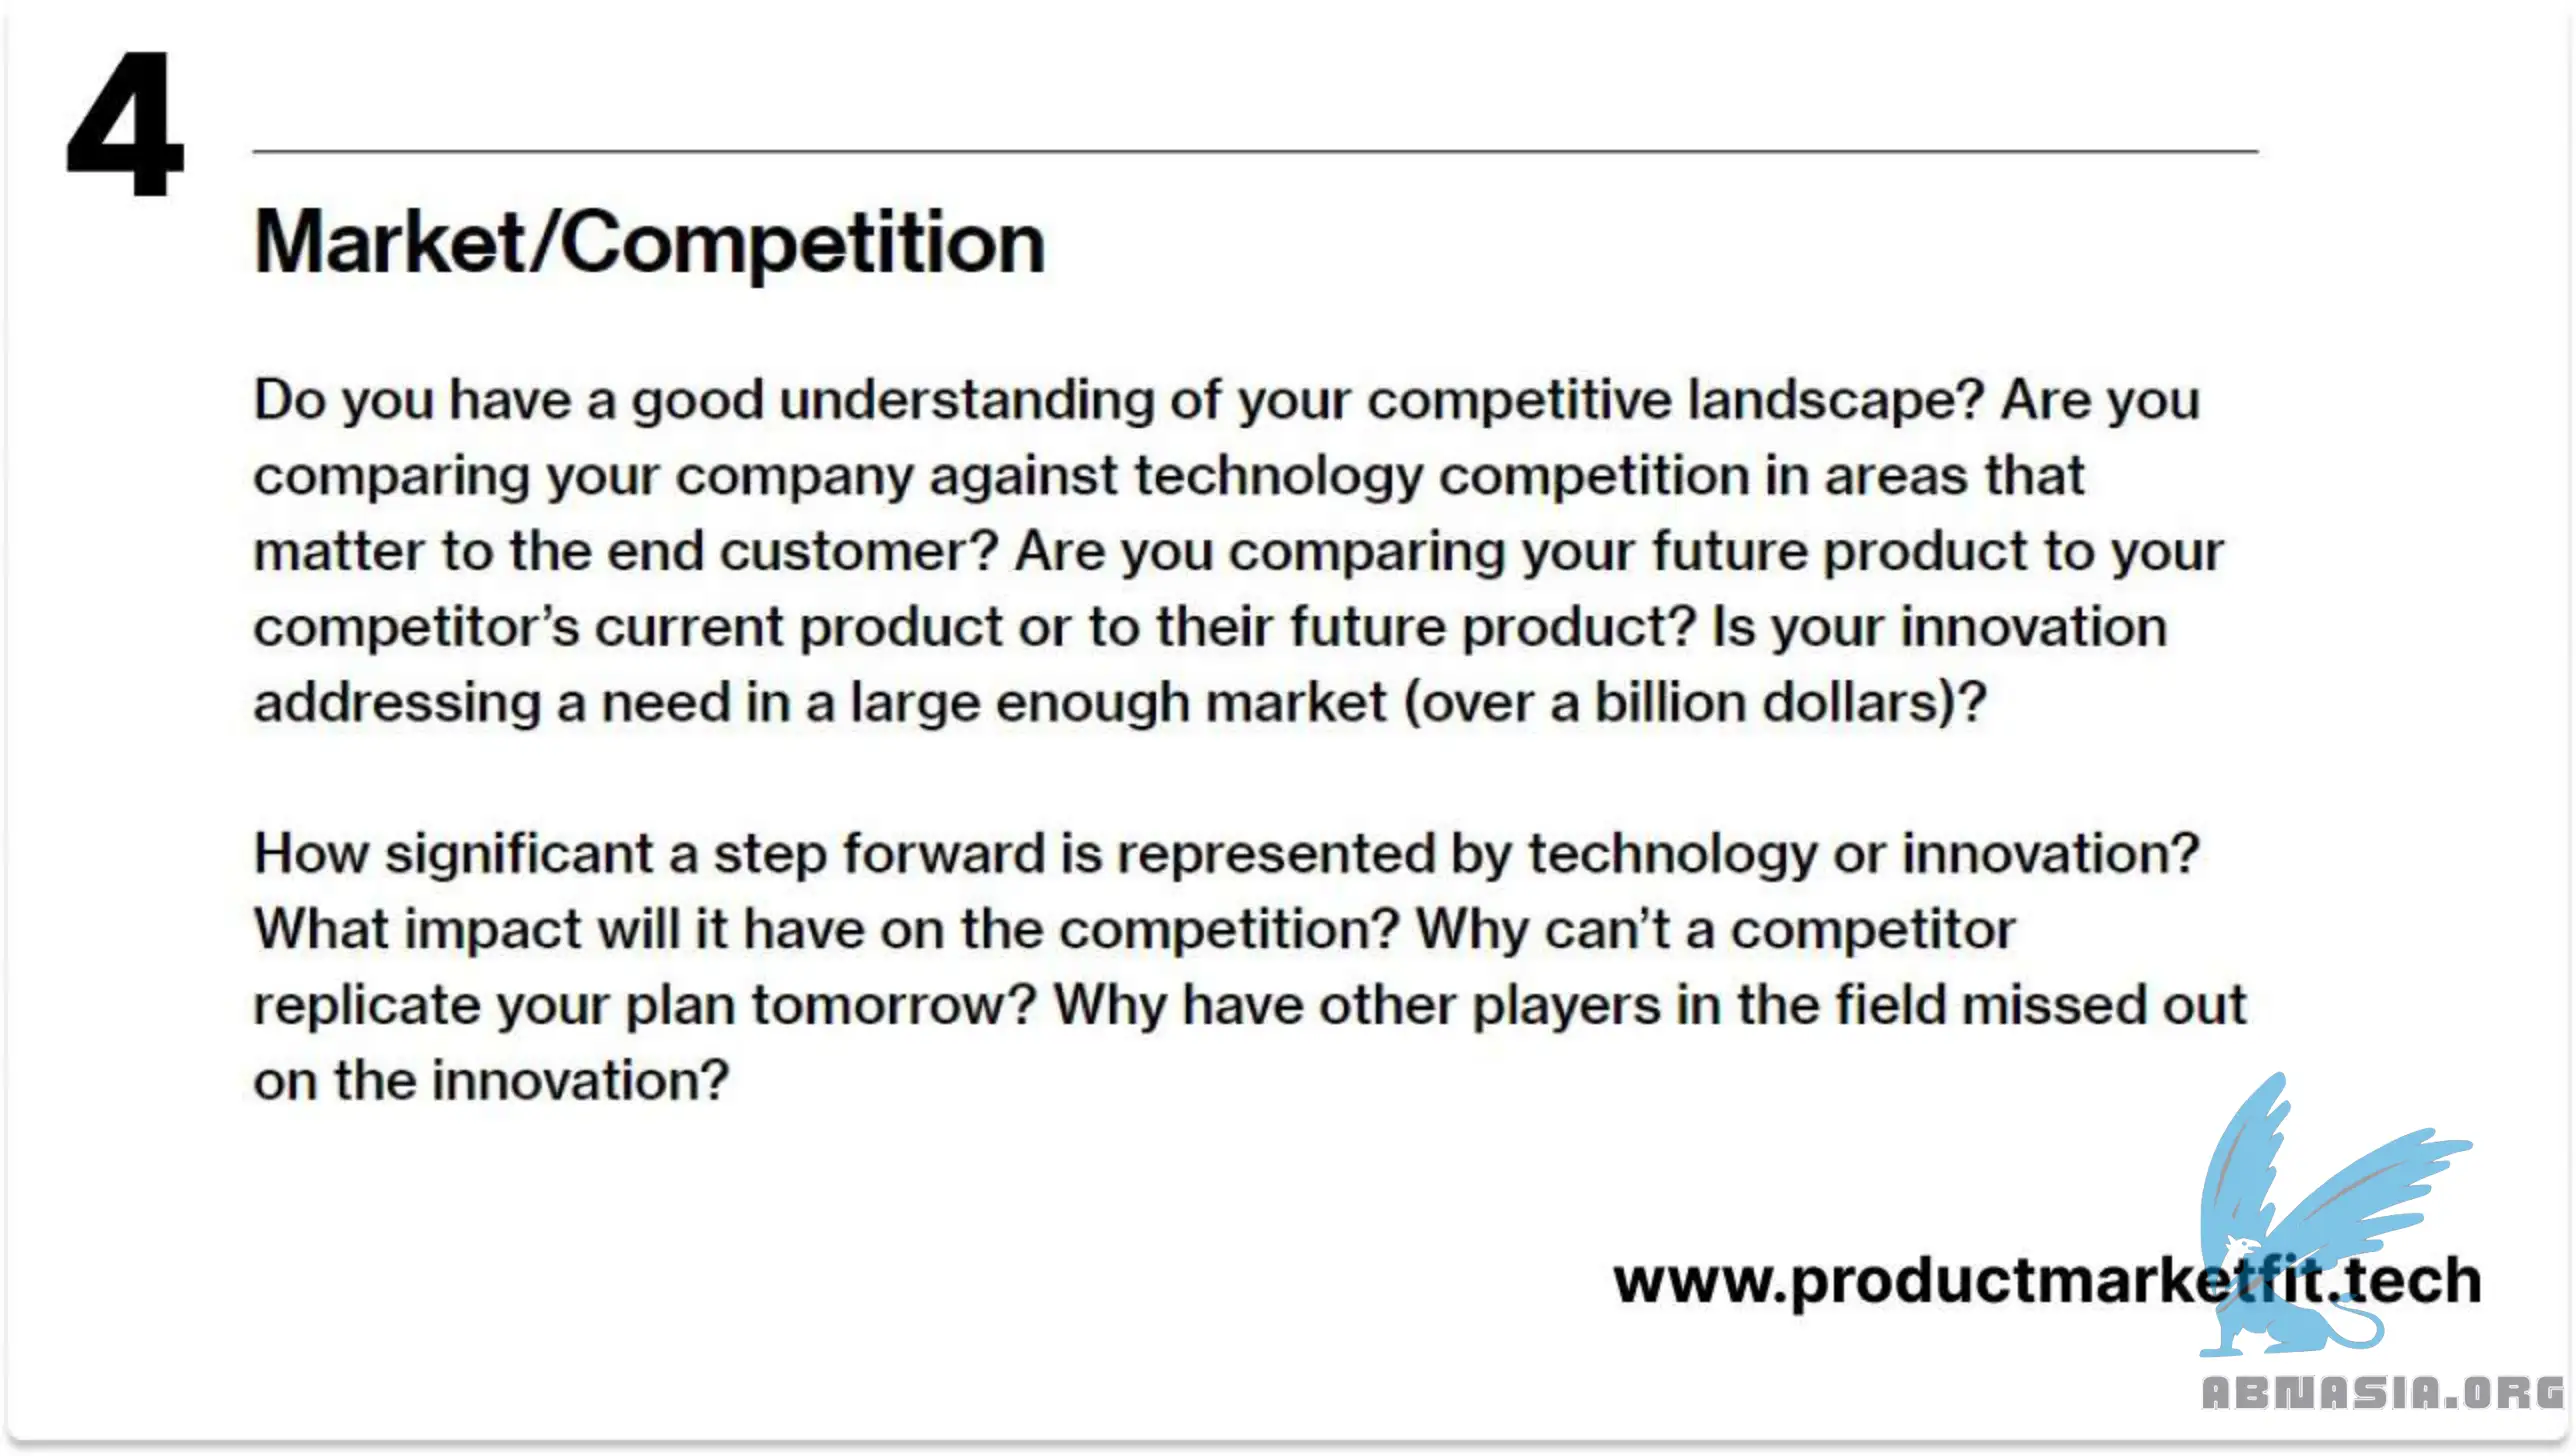 4
Market/Competition
Do you have a good understanding of your competitive landscape? Are you
comparing your company against technology competition in areas that
matter to the end customer? Are you comparing your future product to your
competitor’s current product or to their future product? Is your innovation
addressing a need in a large enough market (over a billion dollars)?
How significant a step forward is represented by technology or innovation?
What impact will it have on the competition? Why can’t a competitor
replicate your plan tomorrow? Why have other players in the field missed out
on the innovation?
www.productmarketfit.tech
ABNASIA.ORG